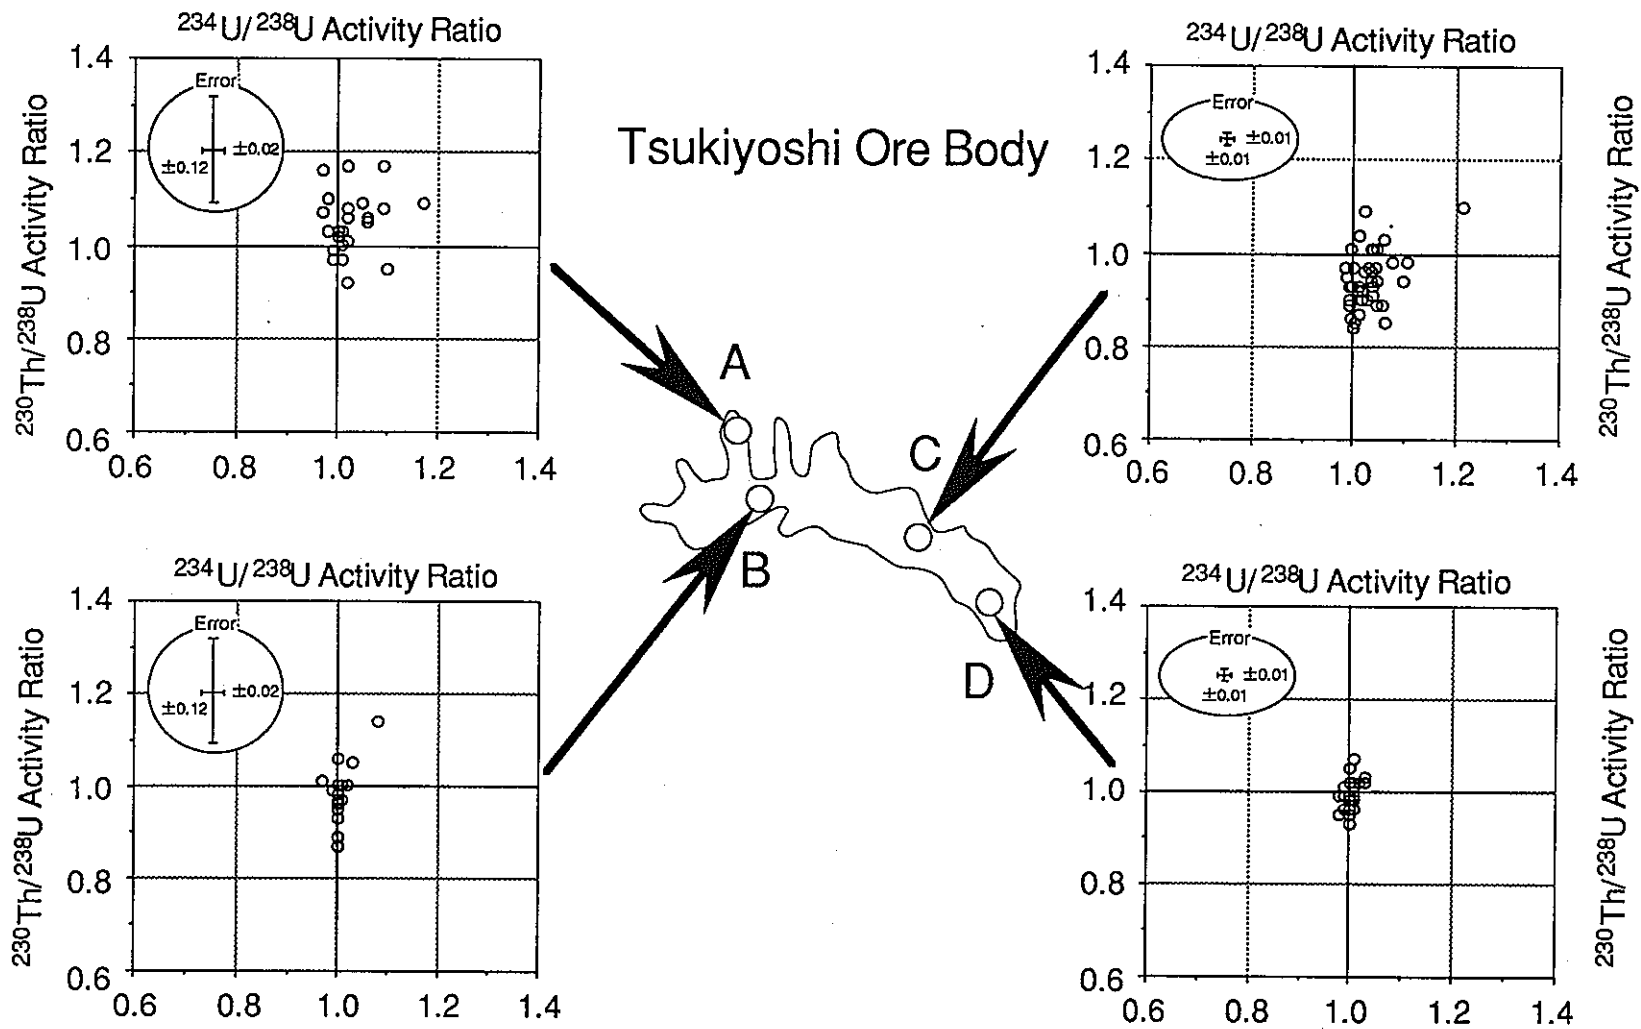 234U/238U Activity Ratio
230Th/238U Activity Ratio
1.4
1.2
1.0
0.8
0.6
0.6 0.8 1.0 1.2 1.4
Error
±0.02
±0.12
Tsukiyoshi Ore Body
234U/238U Activity Ratio
230Th/238U Activity Ratio
1.4
1.2
1.0
0.8
0.6
0.6 0.8 1.0 1.2 1.4
Error
±0.01
±0.01
A
B
C
D
234U/238U Activity Ratio
230Th/238U Activity Ratio
1.4
1.2
1.0
0.8
0.6
0.6 0.8 1.0 1.2 1.4
Error
±0.02
±0.12
234U/238U Activity Ratio
230Th/238U Activity Ratio
1.4
1.2
1.0
0.8
0.6
0.6 0.8 1.0 1.2 1.4
Error
±0.01
±0.01